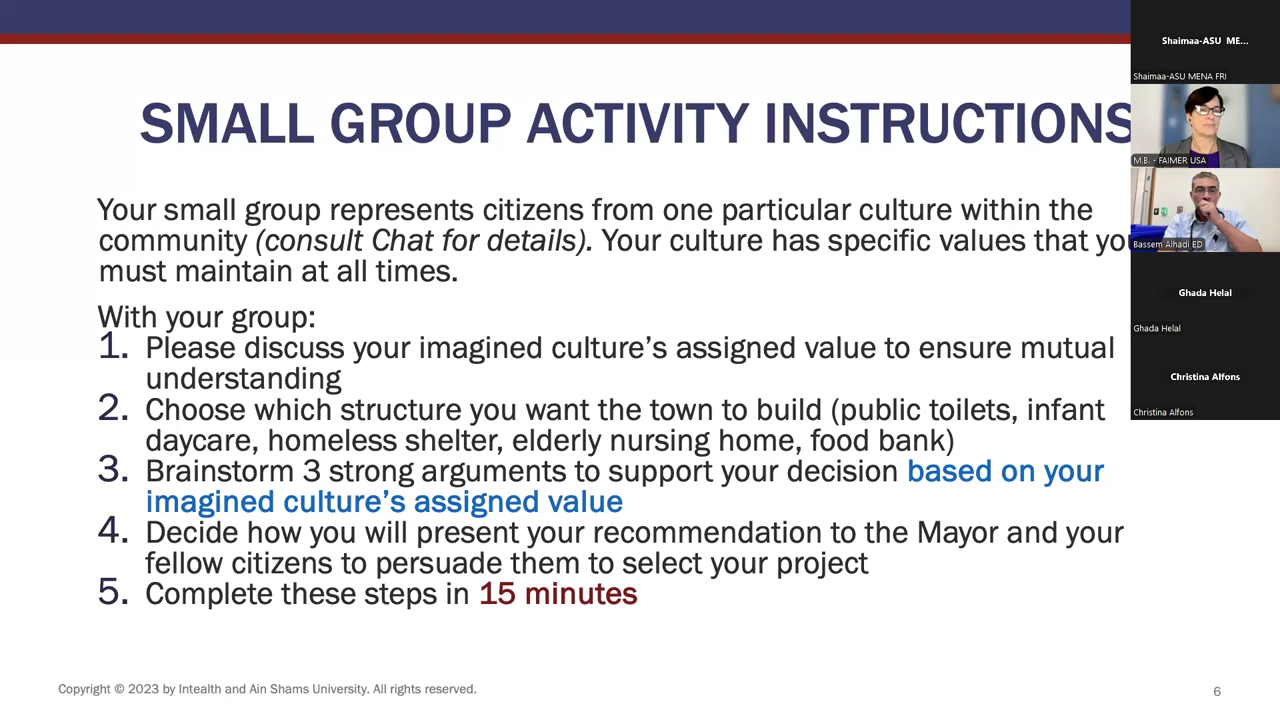 SMALL GROUP ACTIVITY INSTRUCTIONS
Your small group represents citizens from one particular culture within the
community (consult Chat for details). Your culture has specific values that you
must maintain at all times.
With your group:
1. Please discuss your imagined culture’s assigned value to ensure mutual
understanding
2. Choose which structure you want the town to build (public toilets, infant
daycare, homeless shelter, elderly nursing home, food bank)
3. Brainstorm 3 strong arguments to support your decision based on your
imagined culture’s assigned value
4. Decide how you will present your recommendation to the Mayor and your
fellow citizens to persuade them to select your project
5. Complete these steps in 15 minutes
Copyright © 2023 by Intealth and Ain Shams University. All rights reserved.
6
Shaimaa-ASU ME...
Shaimaa-ASU MENA FRI
M.B. - FAIMER USA
Bassem Alhadi ED
Ghada Helal
Ghada Helal
Christina Alfons
Christina Alfons